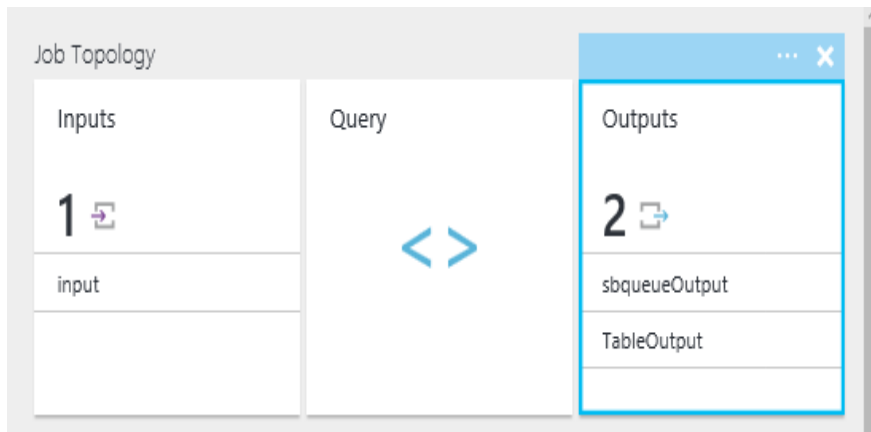 Job Topology
Inputs
1
input
Query
< >
Outputs
2
sbqueueOutput
TableOutput